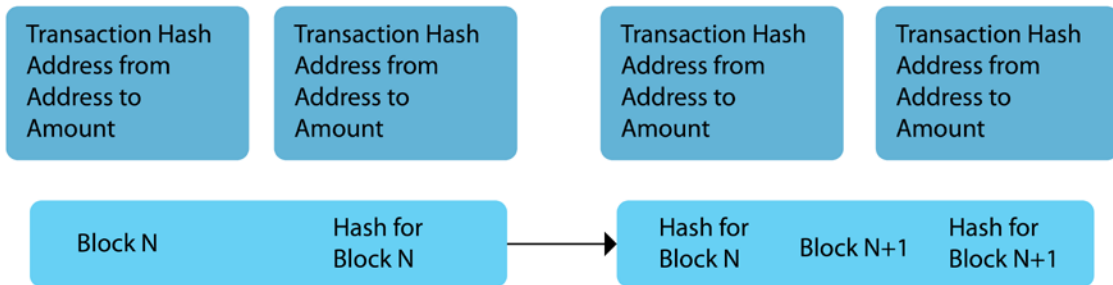 Transaction Hash
Address from
Address to
Amount
Transaction Hash
Address from
Address to
Amount
Transaction Hash
Address from
Address to
Amount
Transaction Hash
Address from
Address to
Amount
Block N
Hash for
Block N
Hash for
Block N
Block N+1
Hash for
Block N+1